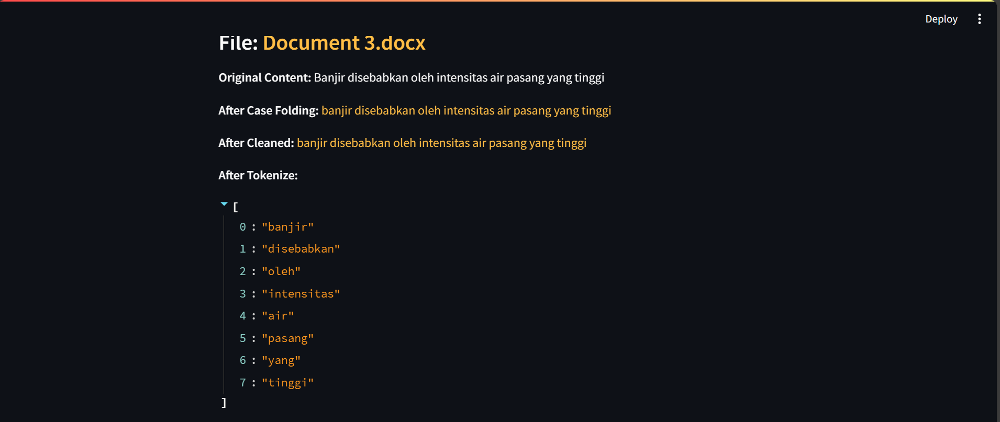 Deploy
File: Document 3.docx
Original Content: Banjir disebabkan oleh intensitas air pasang yang tinggi
After Case Folding: banjir disebabkan oleh intensitas air pasang yang tinggi
After Cleaned: banjir disebabkan oleh intensitas air pasang yang tinggi
After Tokenize:
[
0 : "banjir"
1 : "disebabkan"
2 : "oleh"
3 : "intensitas"
4 : "air"
5 : "pasang"
6 : "yang"
7 : "tinggi"
]